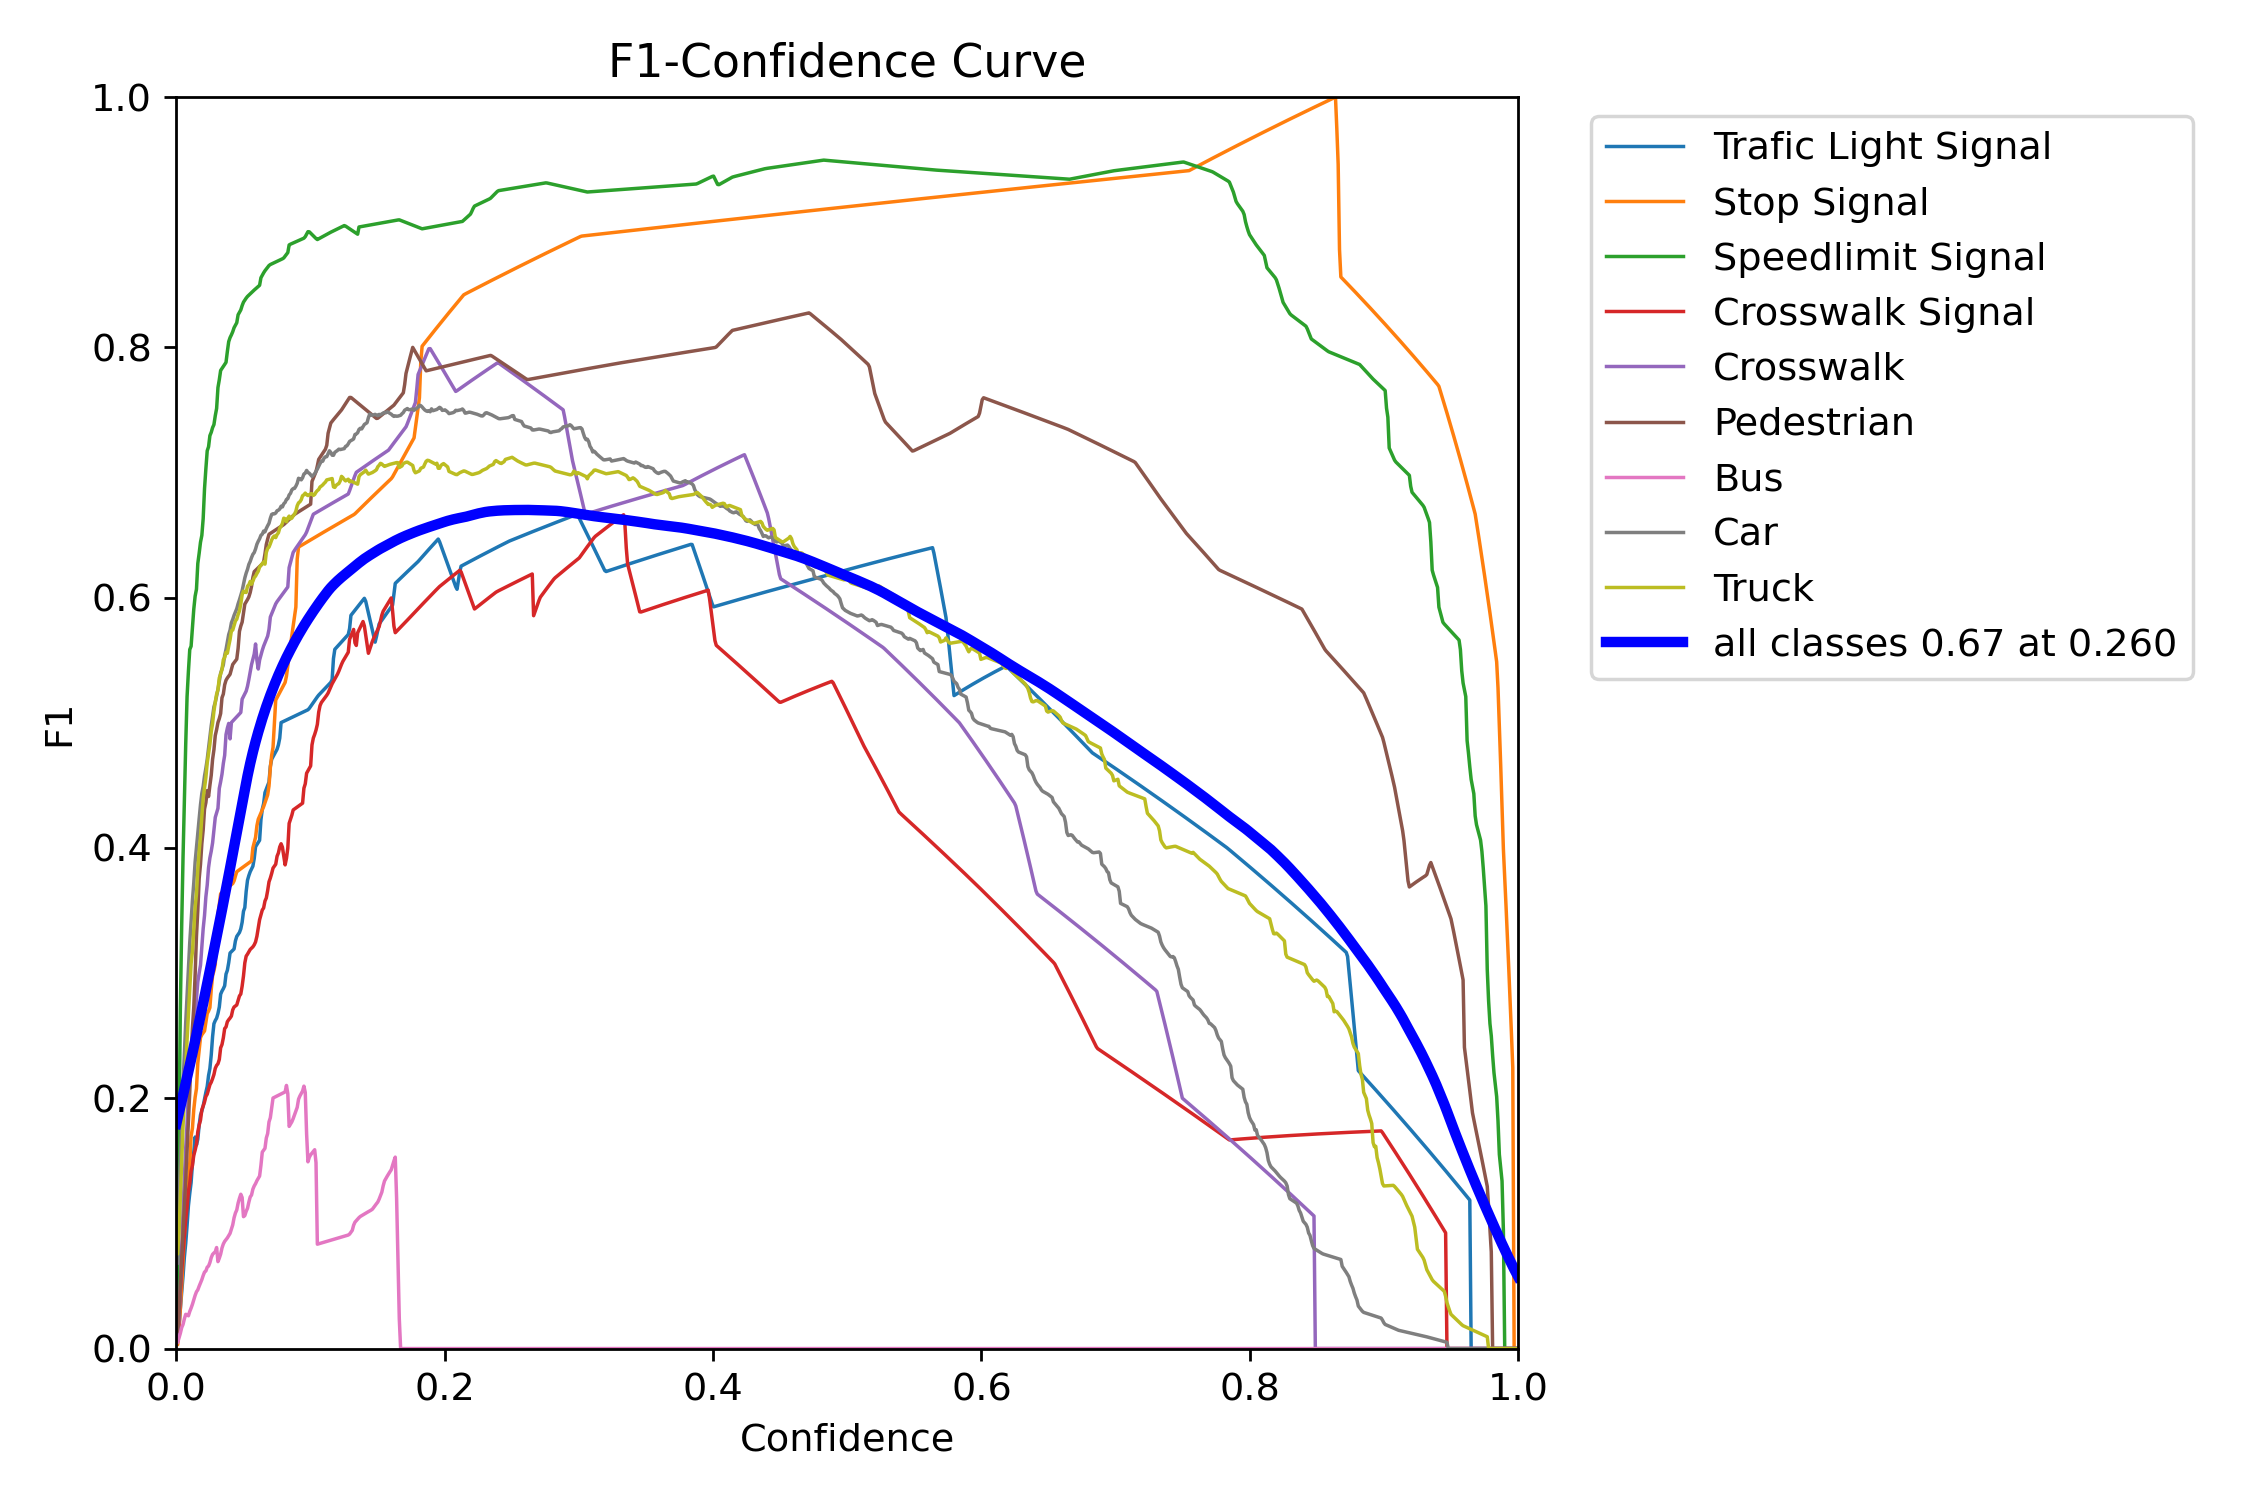 F1-Confidence Curve
1.0
0.8
0.6
0.4
0.2
0.0
F1
0.0 0.2 0.4 0.6 0.8 1.0
Confidence
Trafic Light Signal
Stop Signal
Speedlimit Signal
Crosswalk Signal
Crosswalk
Pedestrian
Bus
Car
Truck
all classes 0.67 at 0.260